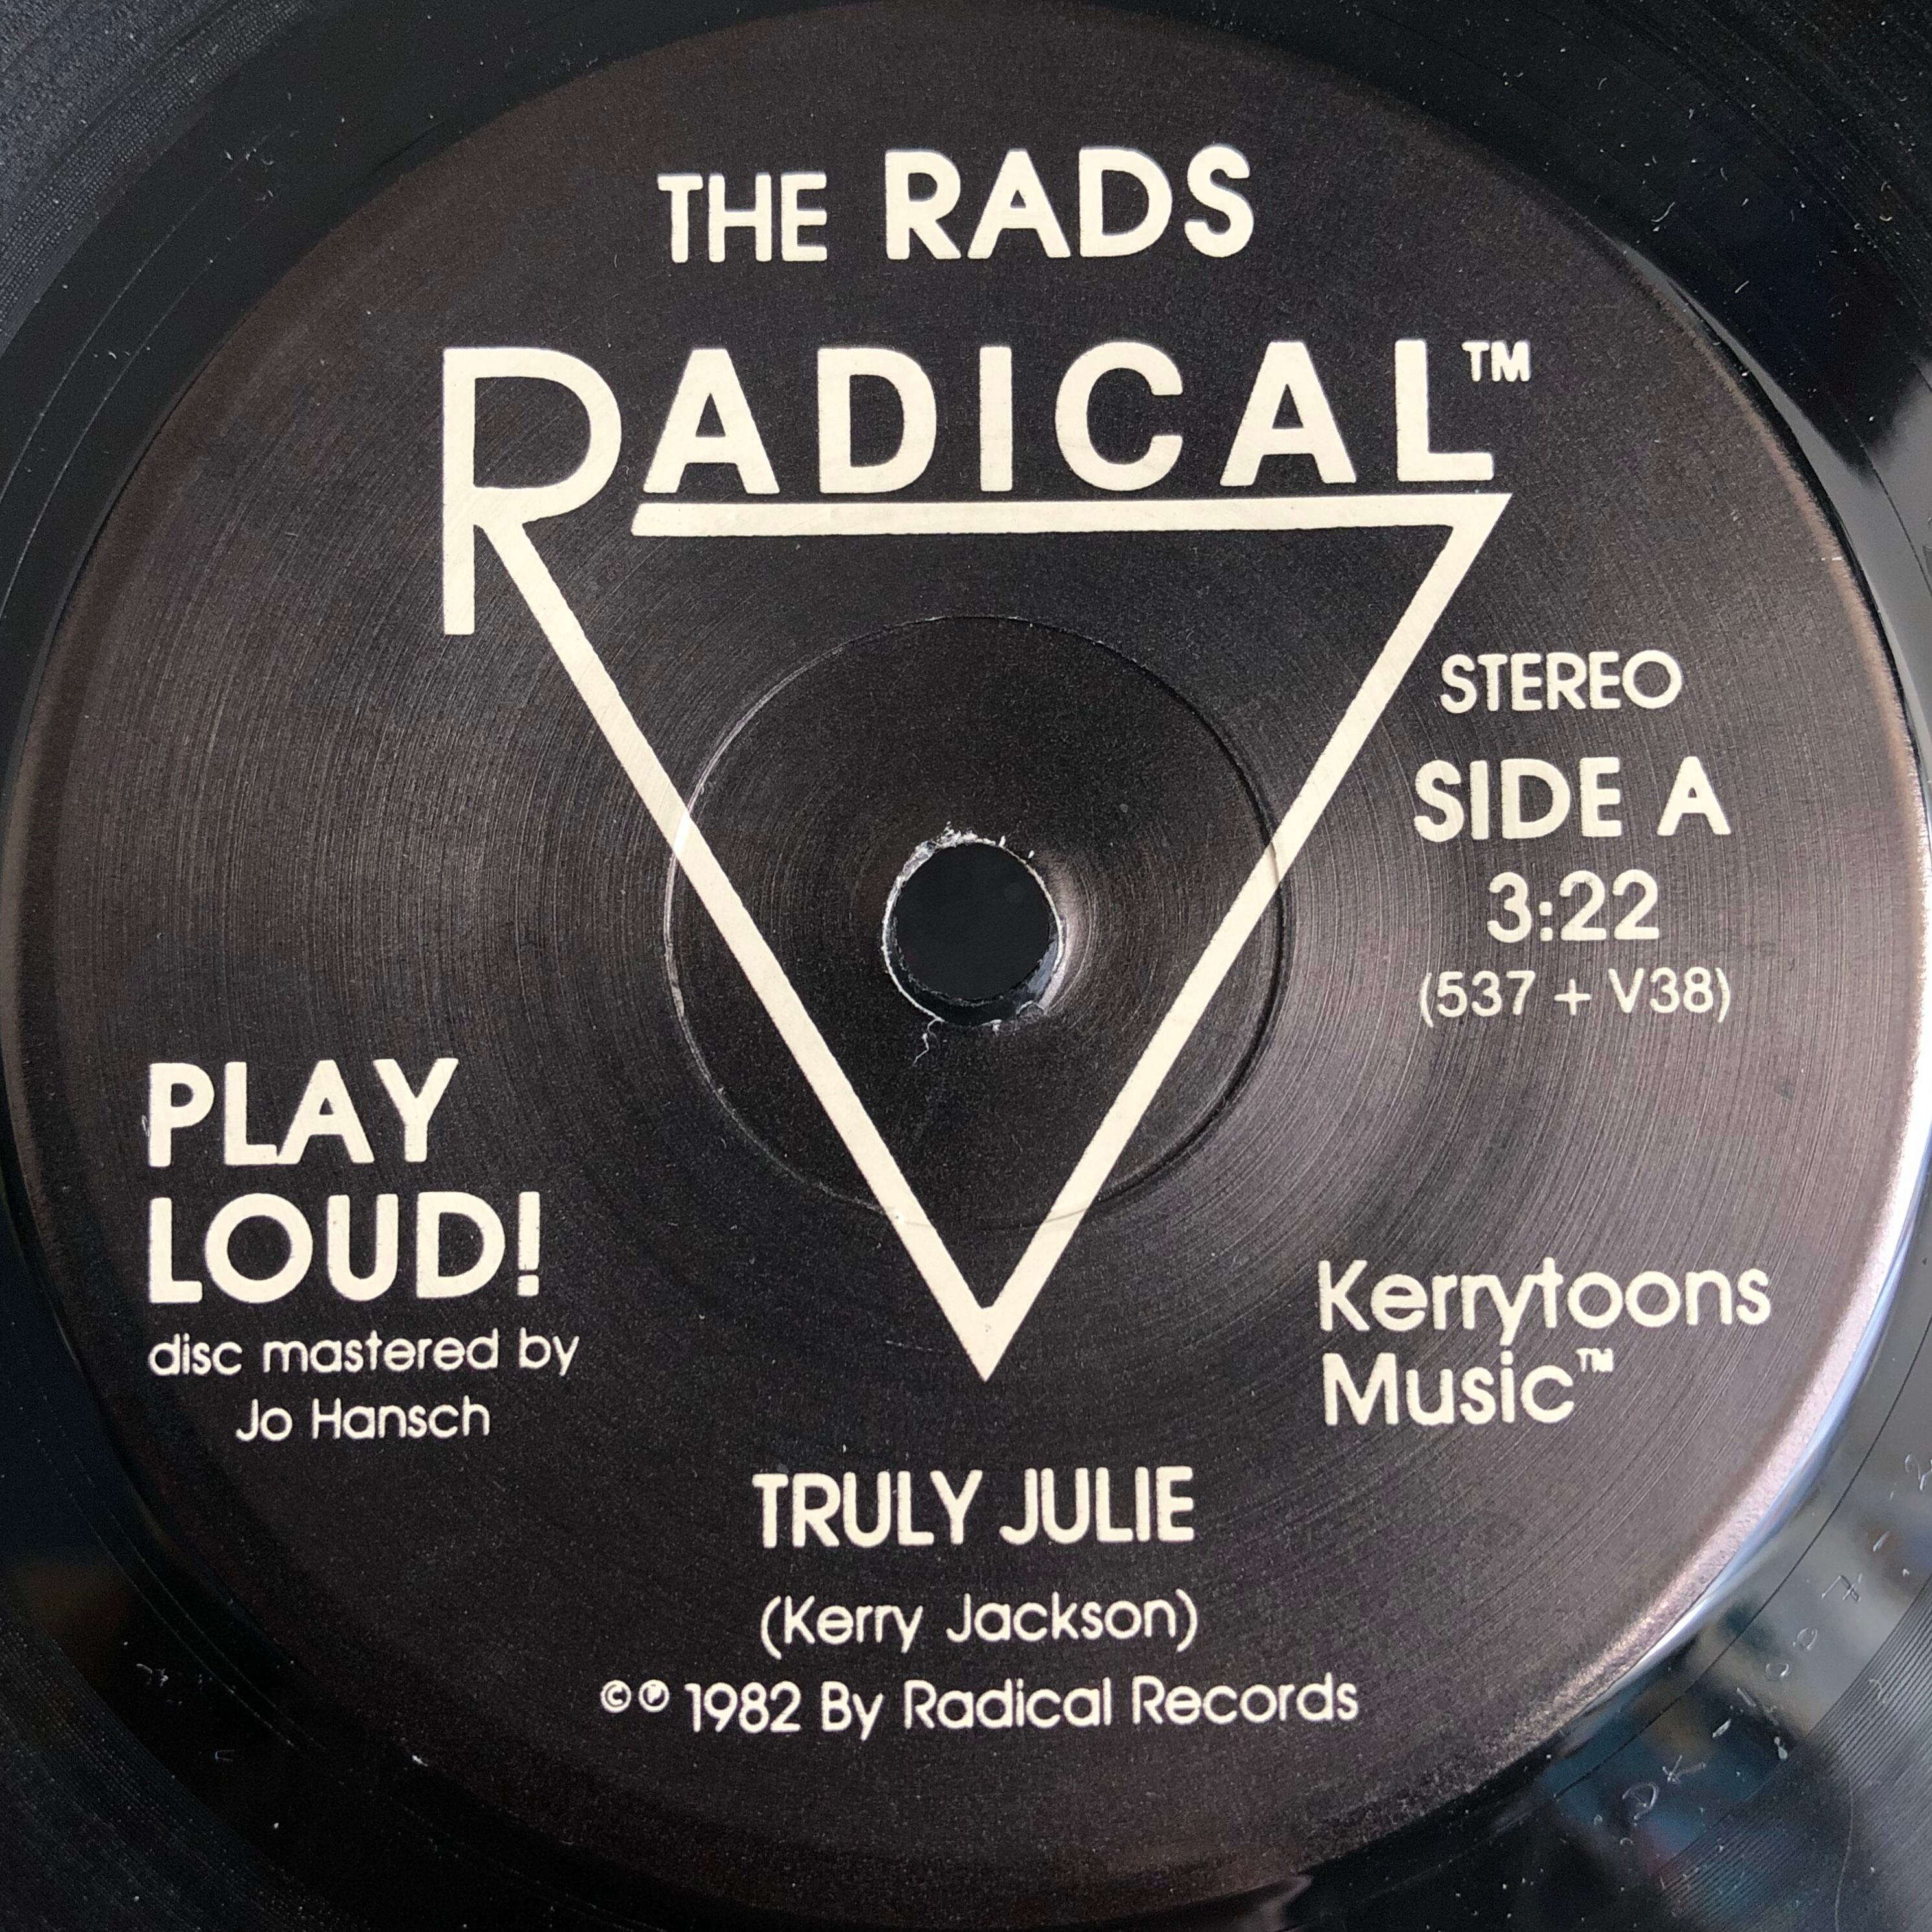 THE RADS
RADICAL™
STEREO
SIDE A
3:22
(537 + V38)
PLAY
LOUD!
disc mastered by
Jo Hansch
Kerrytoons
Music™
TRULY JULIE
(Kerry Jackson)
©℗ 1982 By Radical Records